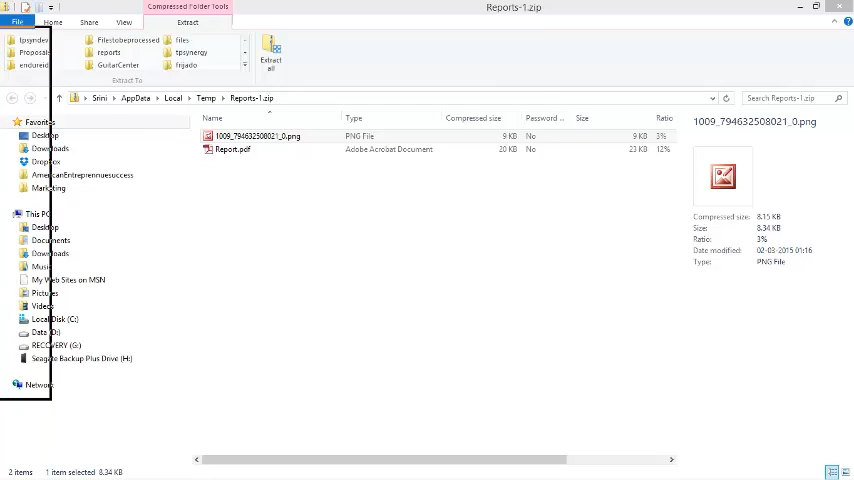 Compressed Folder Tools
Reports-1.zip
File Home Share View Extract
tpsyndev Filestobeprocessed files
Proposals reports tpsynergy
endureid GuitarCenter frijado
Extract all
Extract To
Srini AppData Local Temp Reports-1.zip
Search Reports-1.zip
Name Type Compressed size Password ... Size Ratio
1009_794632508021_0.png PNG File 9 KB No 9 KB 3%
Report.pdf Adobe Acrobat Document 20 KB No 23 KB 12%
Favorites
Desktop
Downloads
Dropbox
AmericanEntreprennuesuccess
Marketing
This PC
Desktop
Documents
Downloads
Music
My Web Sites on MSN
Pictures
Videos
Local Disk (C:)
Data (D:)
RECOVERY (G:)
Seagate Backup Plus Drive (H:)
Network
1009_794632508021_0.png
Compressed size: 8.15 KB
Size: 8.34 KB
Ratio: 3%
Date modified: 02-03-2015 01:16
Type: PNG File
2 items 1 item selected 8.34 KB